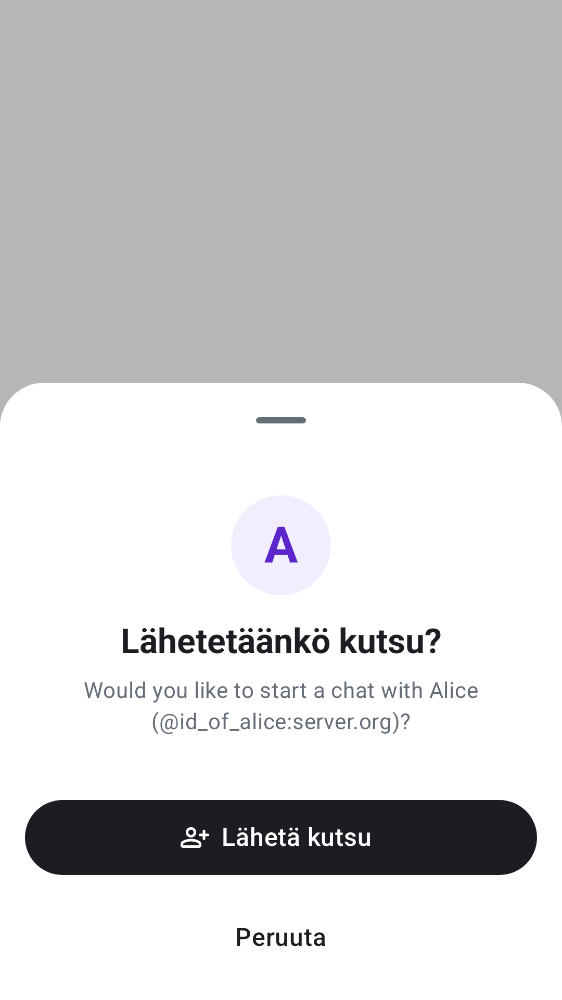 A
Lähetetäänkö kutsu?
Would you like to start a chat with Alice
(@id_of_alice:server.org)?
Lähetä kutsu
Peruuta